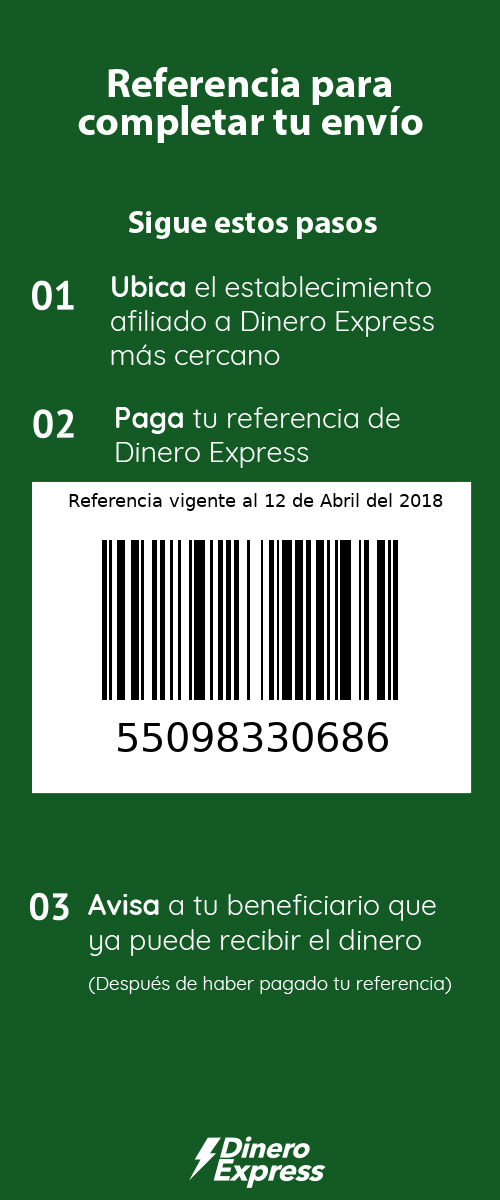 Referencia para
completar tu envío
Sigue estos pasos
01
Ubica el establecimiento
afiliado a Dinero Express
más cercano
02
Paga tu referencia de
Dinero Express
Referencia vigente al 12 de Abril del 2018
55098330686
03
Avisa a tu beneficiario que
ya puede recibir el dinero
(Después de haber pagado tu referencia)
Dinero
Express